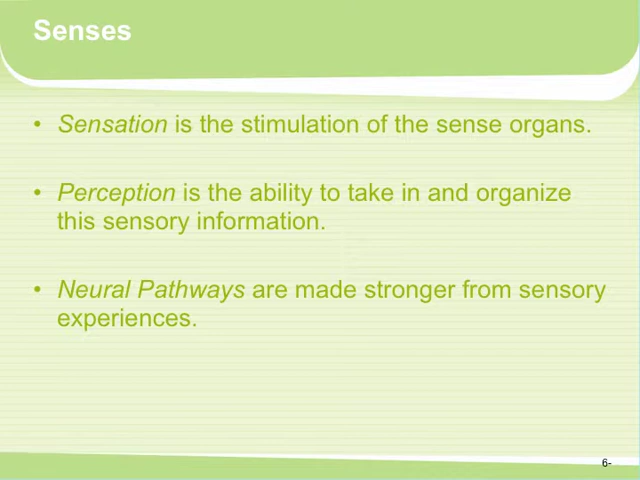 Senses
• Sensation is the stimulation of the sense organs.
• Perception is the ability to take in and organize
this sensory information.
• Neural Pathways are made stronger from sensory
experiences.
6-